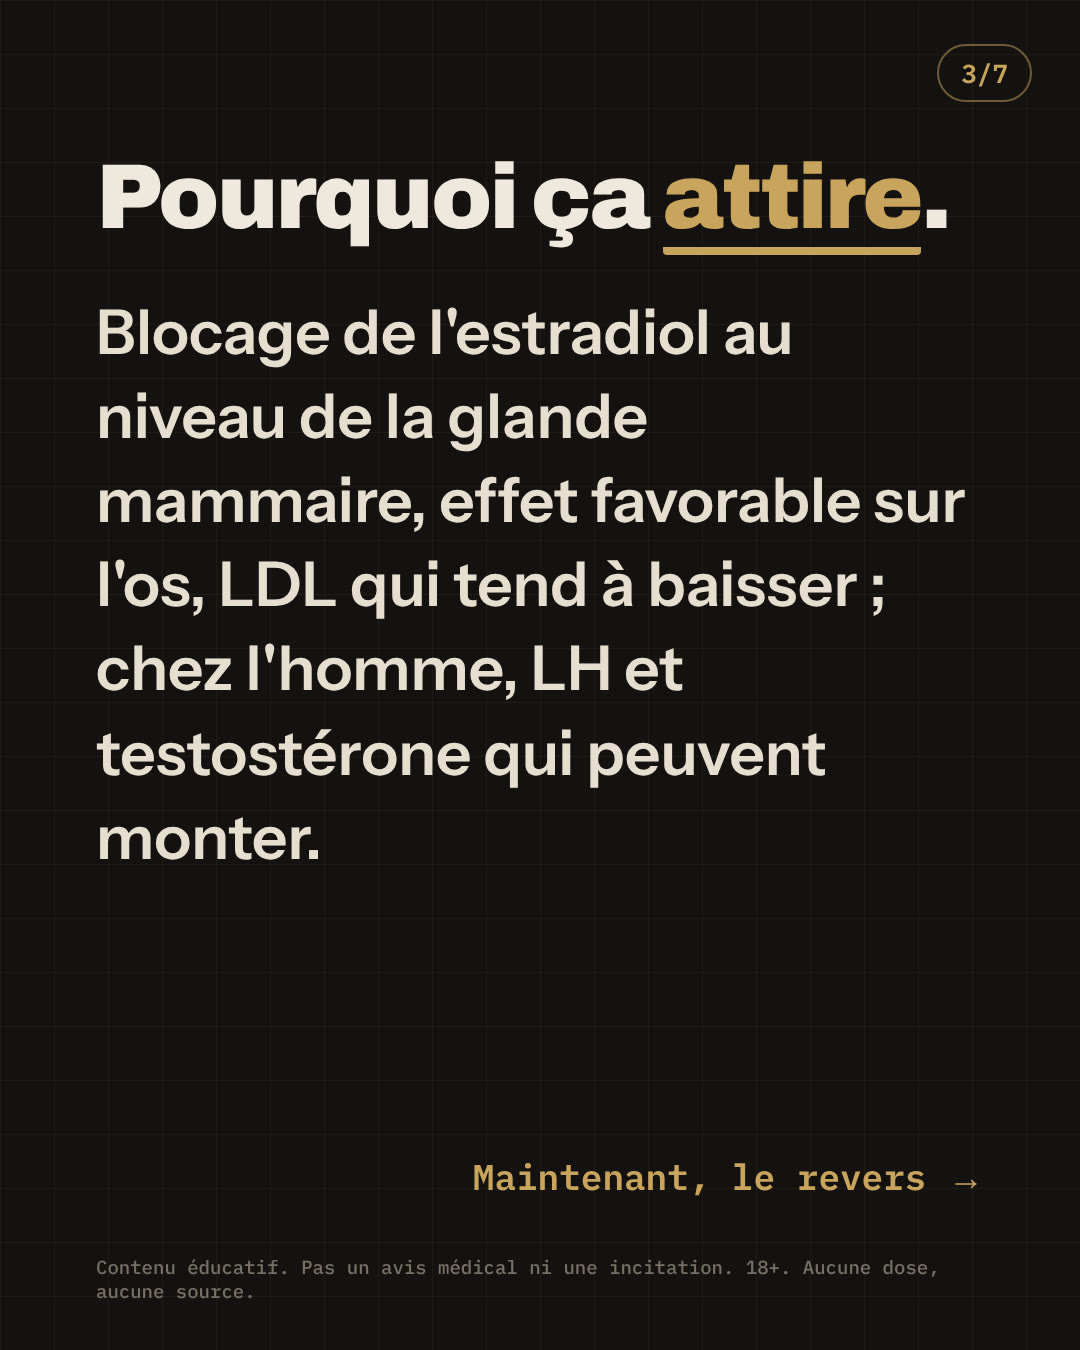 3/7
Pourquoi ça attire.
Blocage de l'estradiol au
niveau de la glande
mammaire, effet favorable sur
l'os, LDL qui tend à baisser ;
chez l'homme, LH et
testostérone qui peuvent
monter.
Maintenant, le revers →
Contenu éducatif. Pas un avis médical ni une incitation. 18+. Aucune dose,
aucune source.